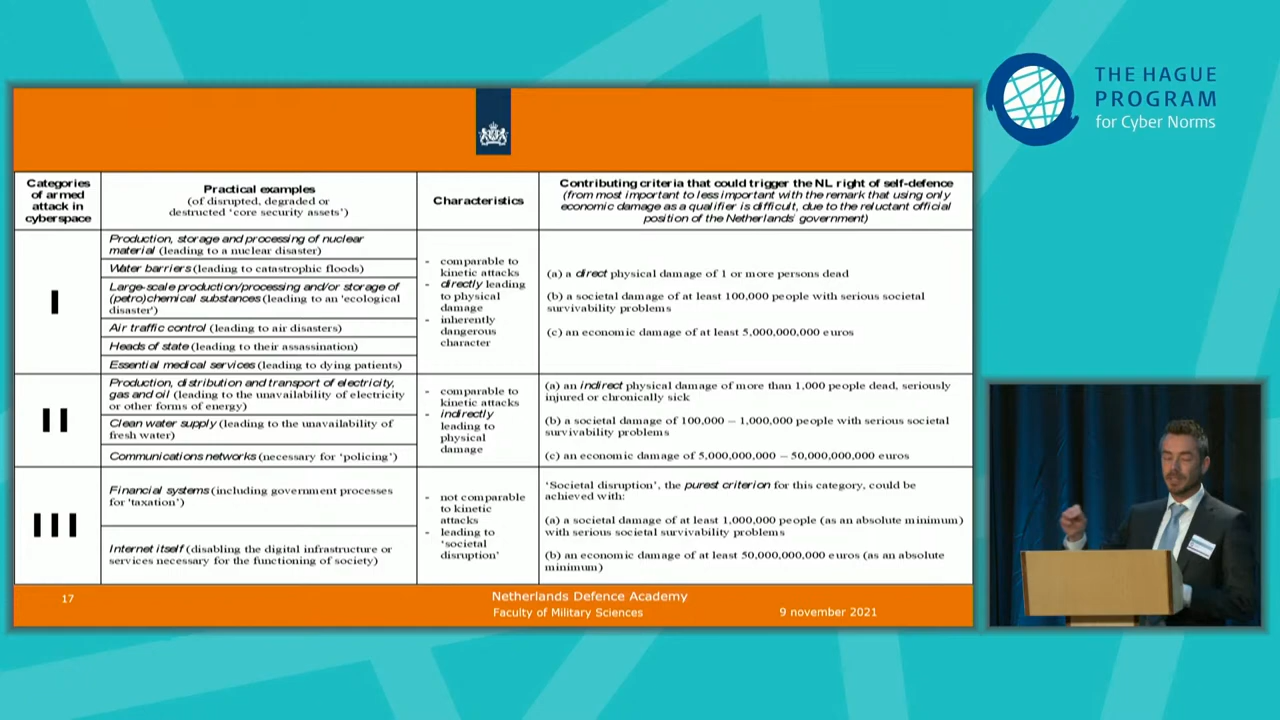 THE HAGUE
PROGRAM
for Cyber Norms
Categories
of armed
attack in
cyberspace
Practical examples
(of disrupted, degraded or
destructed ‘core security assets’)
Characteristics
Contributing criteria that could trigger the NL right of self-defence
(from most important to less important with the remark that using only
economic damage as a qualifier is difficult, due to the reluctant official
position of the Netherlands' government)
I
Production, storage and processing of nuclear
material (leading to a nuclear disaster)
Water barriers (leading to catastrophic floods)
Large-scale production/processing and/or storage of
(petro)chemical substances (leading to an 'ecological
disaster')
Air traffic control (leading to air disasters)
Heads of state (leading to their assassination)
Essential medical services (leading to dying patients)
- comparable to
kinetic attacks
- directly leading
to physical
damage
- inherently
dangerous
character
(a) a direct physical damage of 1 or more persons dead
(b) a societal damage of at least 100,000 people with serious societal
survivability problems
(c) an economic damage of at least 5,000,000,000 euros
II
Production, distribution and transport of electricity,
gas and oil (leading to the unavailability of electricity
or other forms of energy)
Clean water supply (leading to the unavailability of
fresh water)
Communications networks (necessary for ‘policing’)
- comparable to
kinetic attacks
- indirectly
leading to
physical
damage
(a) an indirect physical damage of more than 1,000 people dead, seriously
injured or chronically sick
(b) a societal damage of 100,000 – 1,000,000 people with serious societal
survivability problems
(c) an economic damage of 5,000,000,000 – 50,000,000,000 euros
III
Financial systems (including government processes
for ‘taxation’)
Internet itself (disabling the digital infrastructure or
services necessary for the functioning of society)
- not comparable
to kinetic
attacks
- leading to
‘societal
disruption’
‘Societal disruption’, the purest criterion for this category, could be
achieved with:
(a) a societal damage of at least 1,000,000 people (as an absolute minimum)
with serious societal survivability problems
(b) an economic damage of at least 50,000,000,000 euros (as an absolute
minimum)
17
Netherlands Defence Academy
Faculty of Military Sciences
9 november 2021